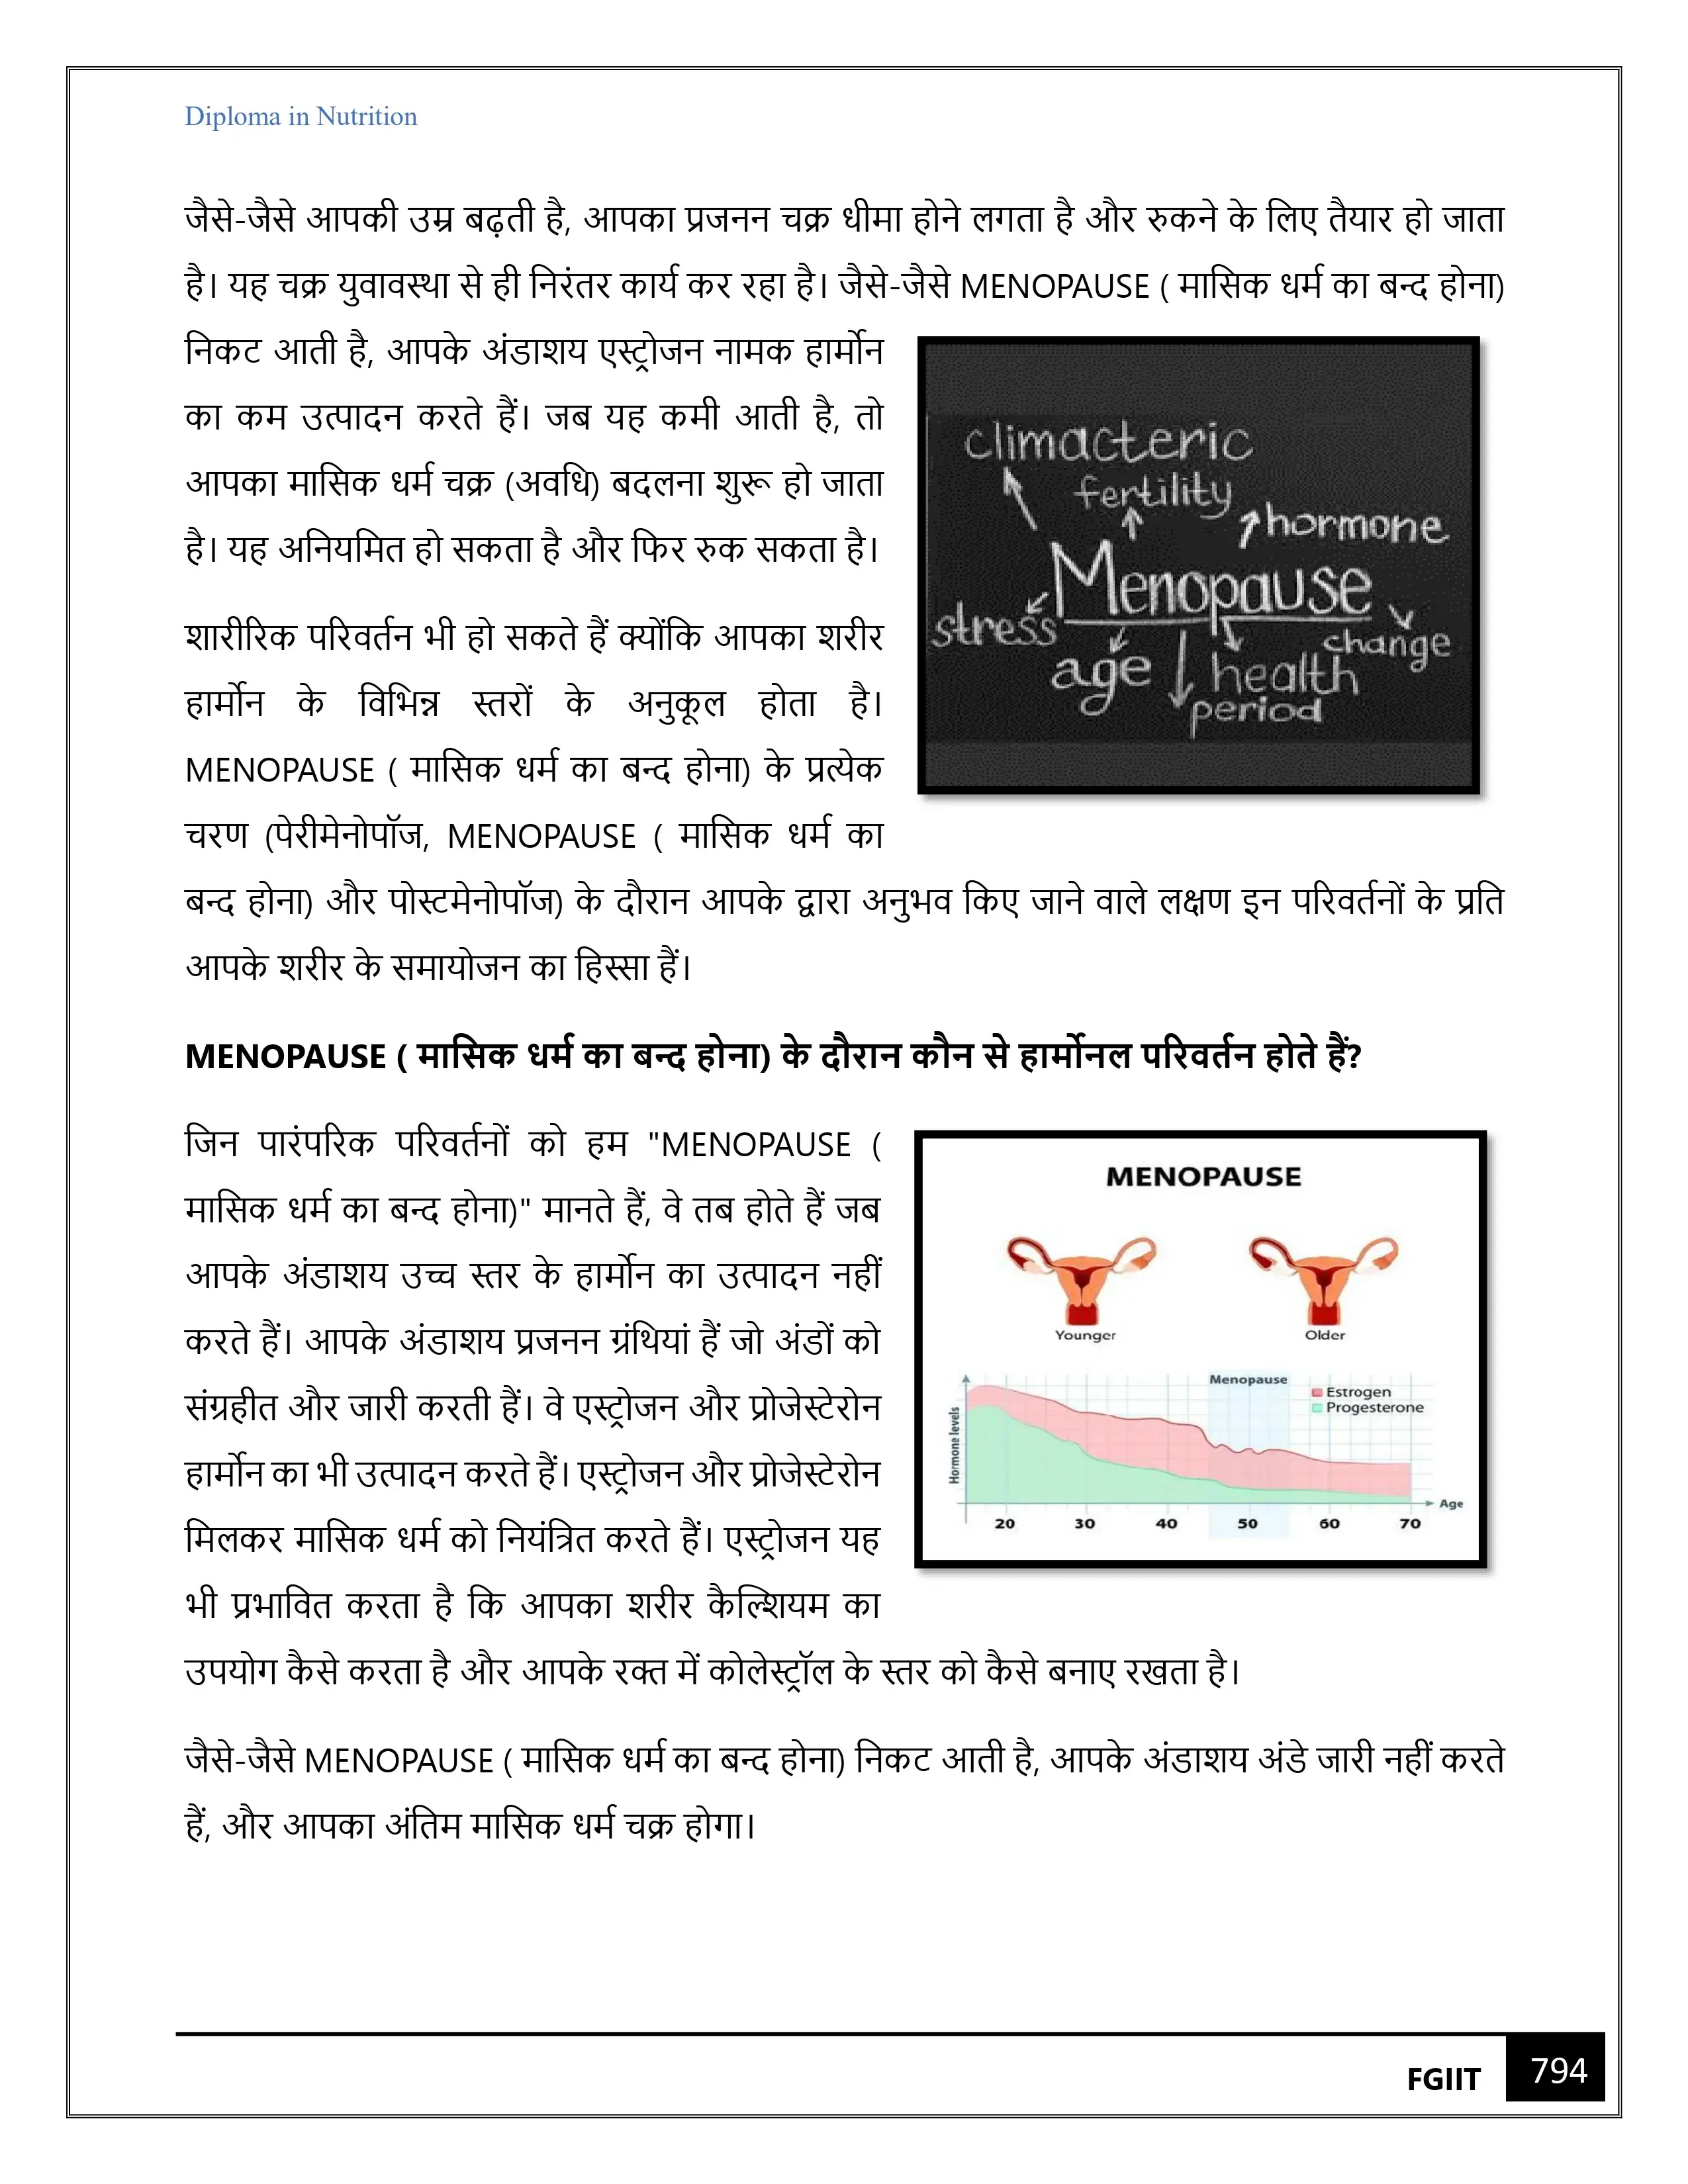 Diploma in Nutrition
जैसे-जैसे आपकी उम्र बढ़ती है, आपका प्रजनन चक्र धीमा होने लगता है और रुकने के लिए तैयार हो जाता
है। यह चक्र युवावस्था से ही निरंतर कार्य कर रहा है। जैसे-जैसे MENOPAUSE ( मासिक धर्म का बन्द होना)
निकट आती है, आपके अंडाशय एस्ट्रोजन नामक हार्मोन
का कम उत्पादन करते हैं। जब यह कमी आती है, तो
आपका मासिक धर्म चक्र (अवधि) बदलना शुरू हो जाता
है। यह अनियमित हो सकता है और फिर रुक सकता है।
climacteric
fertility
hormone
Menopause
stress
change
age
health
period
शारीरिक परिवर्तन भी हो सकते हैं क्योंकि आपका शरीर
हार्मोन के विभिन्न स्तरों के अनुकूल होता है।
MENOPAUSE ( मासिक धर्म का बन्द होना) के प्रत्येक
चरण (पेरीमेनोपॉज, MENOPAUSE ( मासिक धर्म का
बन्द होना) और पोस्टमेनोपॉज) के दौरान आपके द्वारा अनुभव किए जाने वाले लक्षण इन परिवर्तनों के प्रति
आपके शरीर के समायोजन का हिस्सा हैं।
MENOPAUSE ( मासिक धर्म का बन्द होना) के दौरान कौन से हार्मोनल परिवर्तन होते हैं?
जिन पारंपरिक परिवर्तनों को हम "MENOPAUSE (
मासिक धर्म का बन्द होना)" मानते हैं, वे तब होते हैं जब
आपके अंडाशय उच्च स्तर के हार्मोन का उत्पादन नहीं
करते हैं। आपके अंडाशय प्रजनन ग्रंथियां हैं जो अंडों को
संग्रहीत और जारी करती हैं। वे एस्ट्रोजन और प्रोजेस्टेरोन
हार्मोन का भी उत्पादन करते हैं। एस्ट्रोजन और प्रोजेस्टेरोन
मिलकर मासिक धर्म को नियंत्रित करते हैं। एस्ट्रोजन यह
भी प्रभावित करता है कि आपका शरीर कैल्शियम का
उपयोग कैसे करता है और आपके रक्त में कोलेस्ट्रॉल के स्तर को कैसे बनाए रखता है।
MENOPAUSE
Younger
Older
Menopause
Estrogen
Progesterone
Hormone levels
Age
20 30 40 50 60 70
जैसे-जैसे MENOPAUSE ( मासिक धर्म का बन्द होना) निकट आती है, आपके अंडाशय अंडे जारी नहीं करते
हैं, और आपका अंतिम मासिक धर्म चक्र होगा।
FGIIT 794